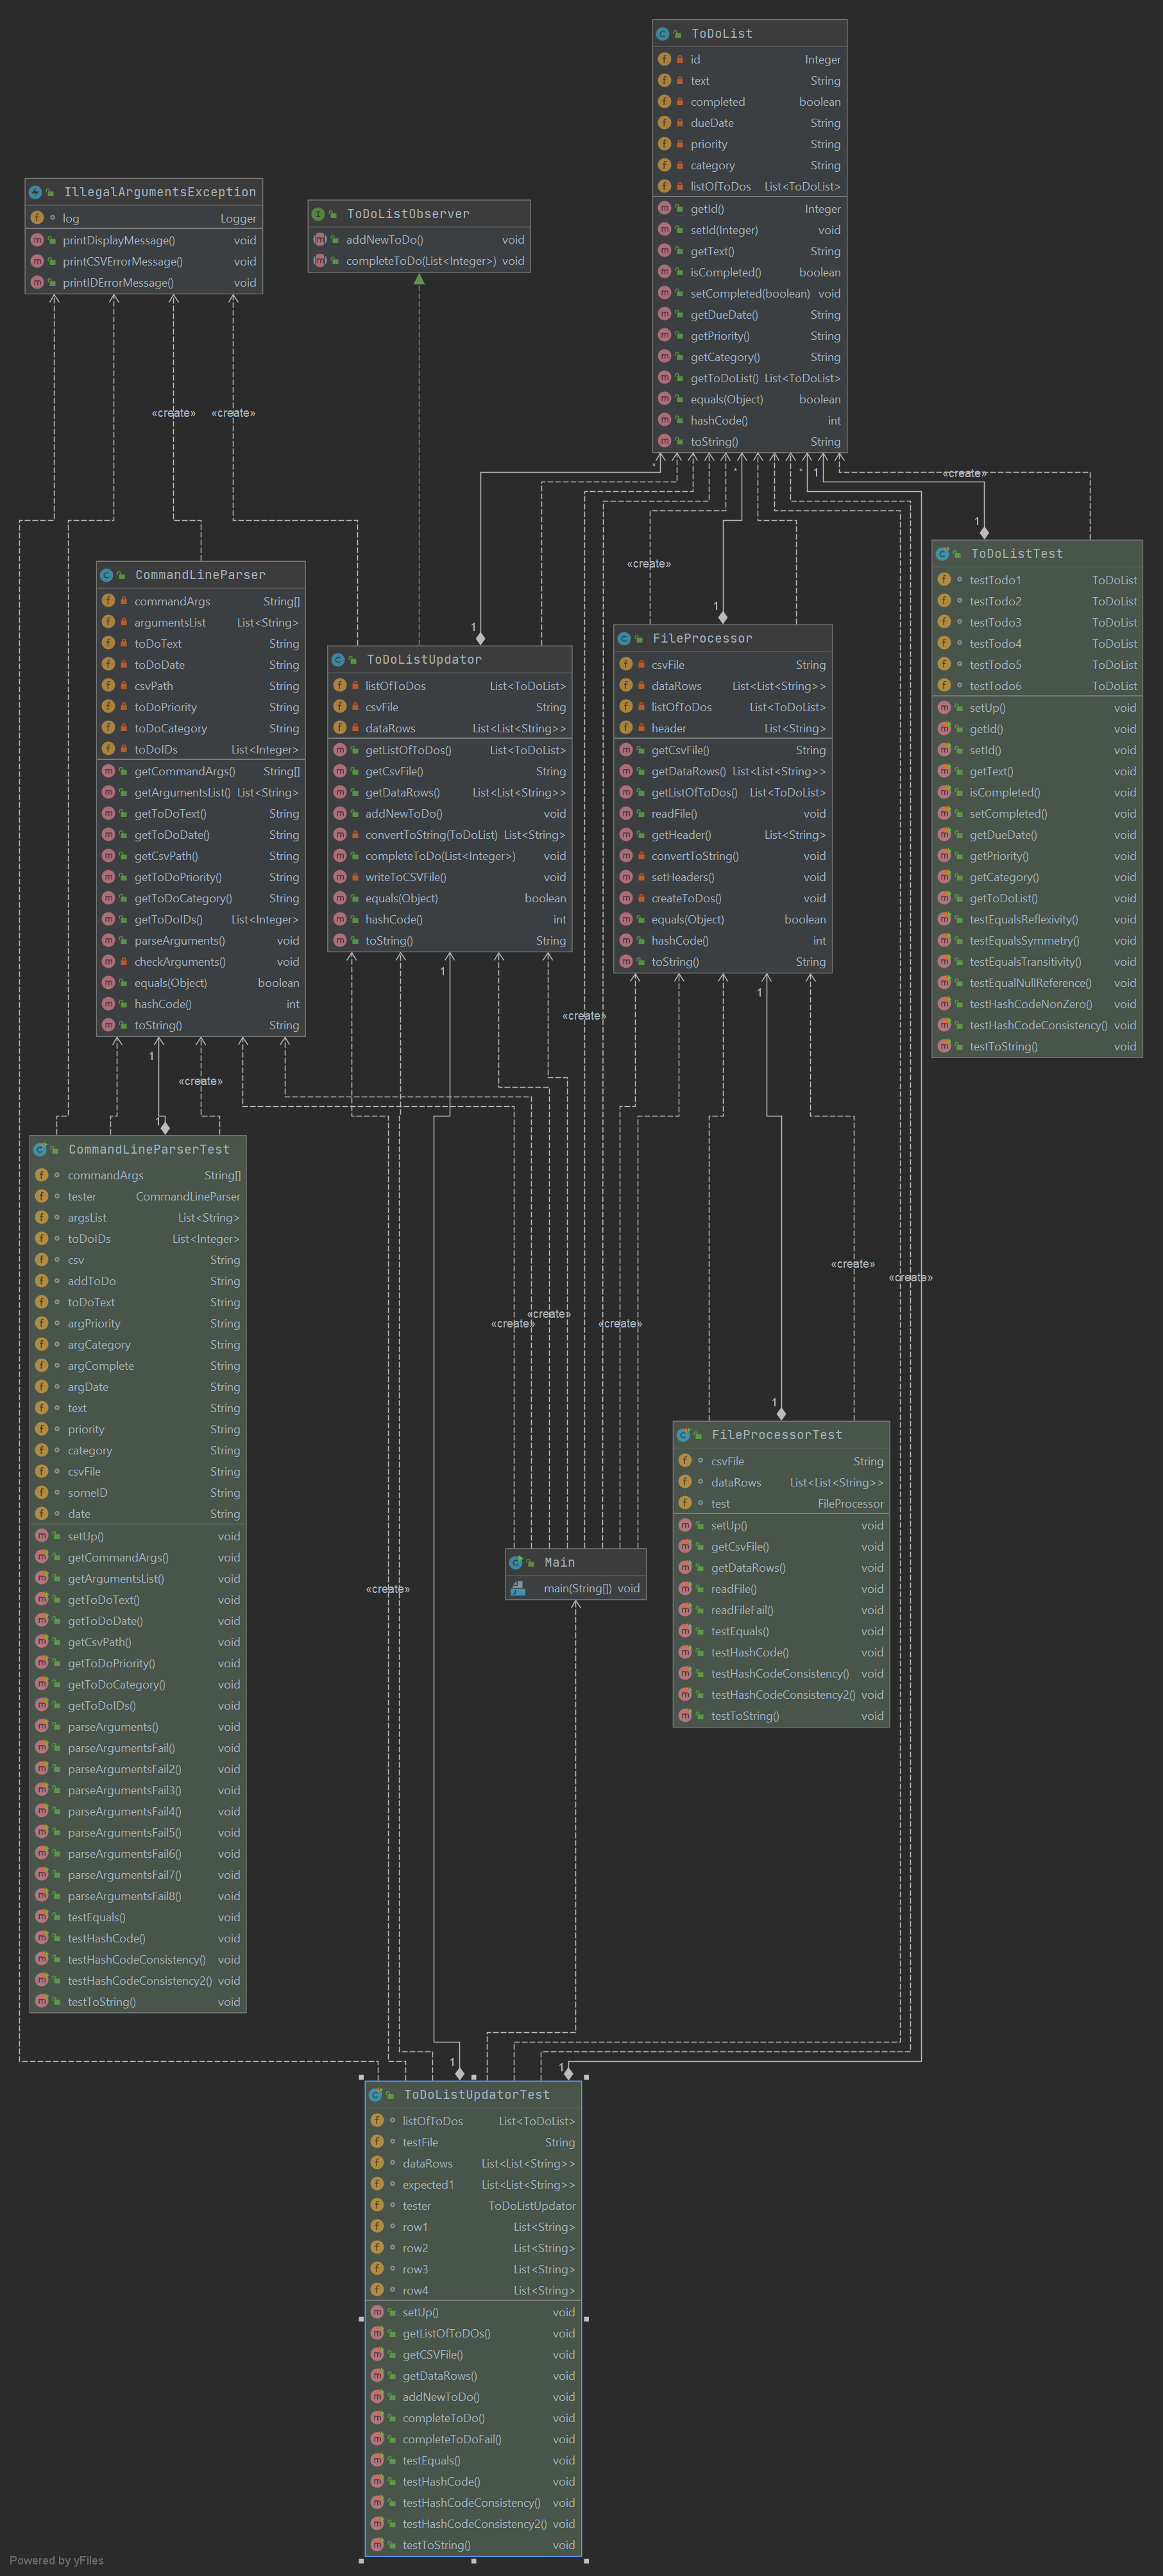 ToDoList
id Integer
text String
completed boolean
dueDate String
priority String
category String
listOfToDos List<ToDoList>
getId() Integer
setId(Integer) void
getText() String
isCompleted() boolean
setCompleted(boolean) void
getDueDate() String
getPriority() String
getCategory() String
getToDoList() List<ToDoList>
equals(Object) boolean
hashCode() int
toString() String
IllegalArgumentsException
log Logger
printDisplayMessage() void
printCSVErrorMessage() void
printIDErrorMessage() void
ToDoListObserver
addNewToDo() void
completeToDo(List<Integer>) void
«create» «create»
* * * 1 «create»
1
«create»
1 1
ToDoListTest
testTodo1 ToDoList
testTodo2 ToDoList
testTodo3 ToDoList
testTodo4 ToDoList
testTodo5 ToDoList
testTodo6 ToDoList
setUp() void
getId() void
setId() void
getText() void
isCompleted() void
setCompleted() void
getDueDate() void
getPriority() void
getCategory() void
getToDoList() void
testEqualsReflexivity() void
testEqualsSymmetry() void
testEqualsTransitivity() void
testEqualNullReference() void
testHashCodeNonZero() void
testHashCodeConsistency() void
testToString() void
CommandLineParser
commandArgs String[]
argumentsList List<String>
toDoText String
toDoDate String
csvPath String
toDoPriority String
toDoCategory String
toDoIDs List<Integer>
getCommandArgs() String[]
getArgumentsList() List<String>
getToDoText() String
getToDoDate() String
getCsvPath() String
getToDoPriority() String
getToDoCategory() String
getToDoIDs() List<Integer>
parseArguments() void
checkArguments() void
equals(Object) boolean
hashCode() int
toString() String
ToDoListUpdator
listOfToDos List<ToDoList>
csvFile String
dataRows List<List<String>>
getListOfToDos() List<ToDoList>
getCsvFile() String
getDataRows() List<List<String>>
addNewToDo() void
convertToString(ToDoList) List<String>
completeToDo(List<Integer>) void
writeToCSVFile() void
equals(Object) boolean
hashCode() int
toString() String
FileProcessor
csvFile String
dataRows List<List<String>>
listOfToDos List<ToDoList>
header List<String>
getCsvFile() String
getDataRows() List<List<String>>
getListOfToDos() List<ToDoList>
readFile() void
getHeader() List<String>
convertToString() void
setHeaders() void
createToDos() void
equals(Object) boolean
hashCode() int
toString() String
1 1
«create»
1
«create»
1
CommandLineParserTest
commandArgs String[]
tester CommandLineParser
argsList List<String>
toDoIDs List<Integer>
csv String
addToDo String
toDoText String
argPriority String
argCategory String
argComplete String
argDate String
text String
priority String
category String
csvFile String
someID String
date String
setUp() void
getCommandArgs() void
getArgumentsList() void
getToDoText() void
getToDoDate() void
getCsvPath() void
getToDoPriority() void
getToDoCategory() void
getToDoIDs() void
parseArguments() void
parseArgumentsFail() void
parseArgumentsFail2() void
parseArgumentsFail3() void
parseArgumentsFail4() void
parseArgumentsFail5() void
parseArgumentsFail6() void
parseArgumentsFail7() void
parseArgumentsFail8() void
testEquals() void
testHashCode() void
testHashCodeConsistency() void
testHashCodeConsistency2() void
testToString() void
«create»
«create»
«create»
«create» «create»
1
FileProcessorTest
csvFile String
dataRows List<List<String>>
test FileProcessor
setUp() void
getCsvFile() void
getDataRows() void
readFile() void
readFileFail() void
testEquals() void
testHashCode() void
testHashCodeConsistency() void
testHashCodeConsistency2() void
testToString() void
Main
main(String[]) void
«create»
1 1
ToDoListUpdatorTest
listOfToDos List<ToDoList>
testFile String
dataRows List<List<String>>
expected1 List<List<String>>
tester ToDoListUpdator
row1 List<String>
row2 List<String>
row3 List<String>
row4 List<String>
setUp() void
getListOfToDOs() void
getCSVFile() void
getDataRows() void
addNewToDo() void
completeToDo() void
completeToDoFail() void
testEquals() void
testHashCode() void
testHashCodeConsistency() void
testHashCodeConsistency2() void
testToString() void
Powered by yFiles